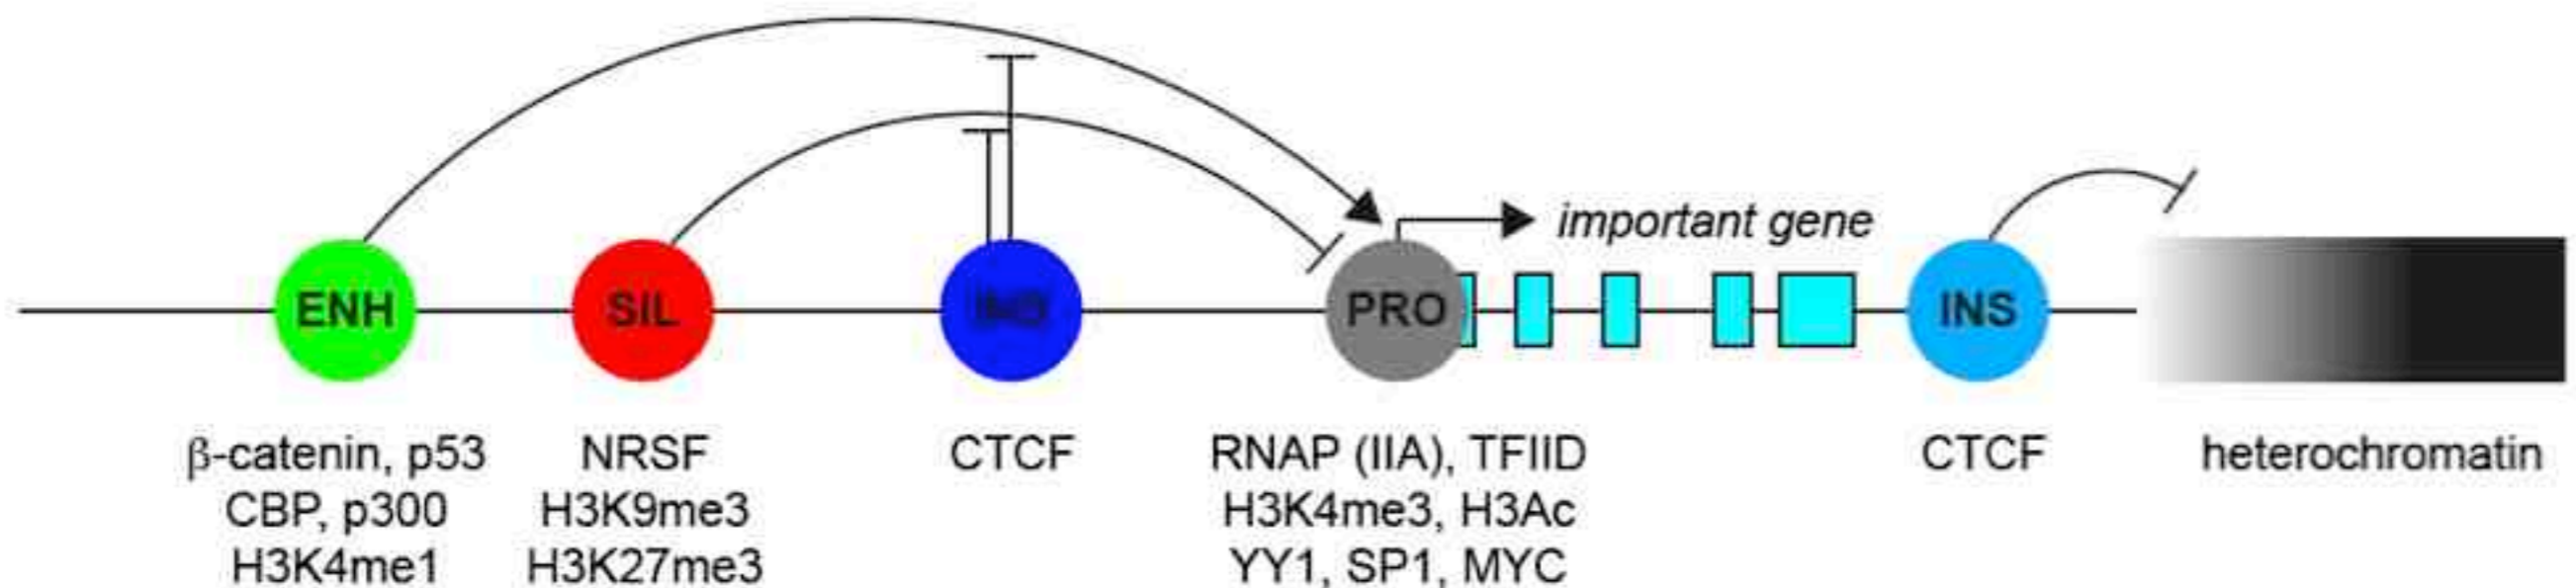 important gene
ENH
SIL
PRO
INS
β-catenin, p53
CBP, p300
H3K4me1
NRSF
H3K9me3
H3K27me3
CTCF
RNAP (IIA), TFIID
H3K4me3, H3Ac
YY1, SP1, MYC
CTCF
heterochromatin